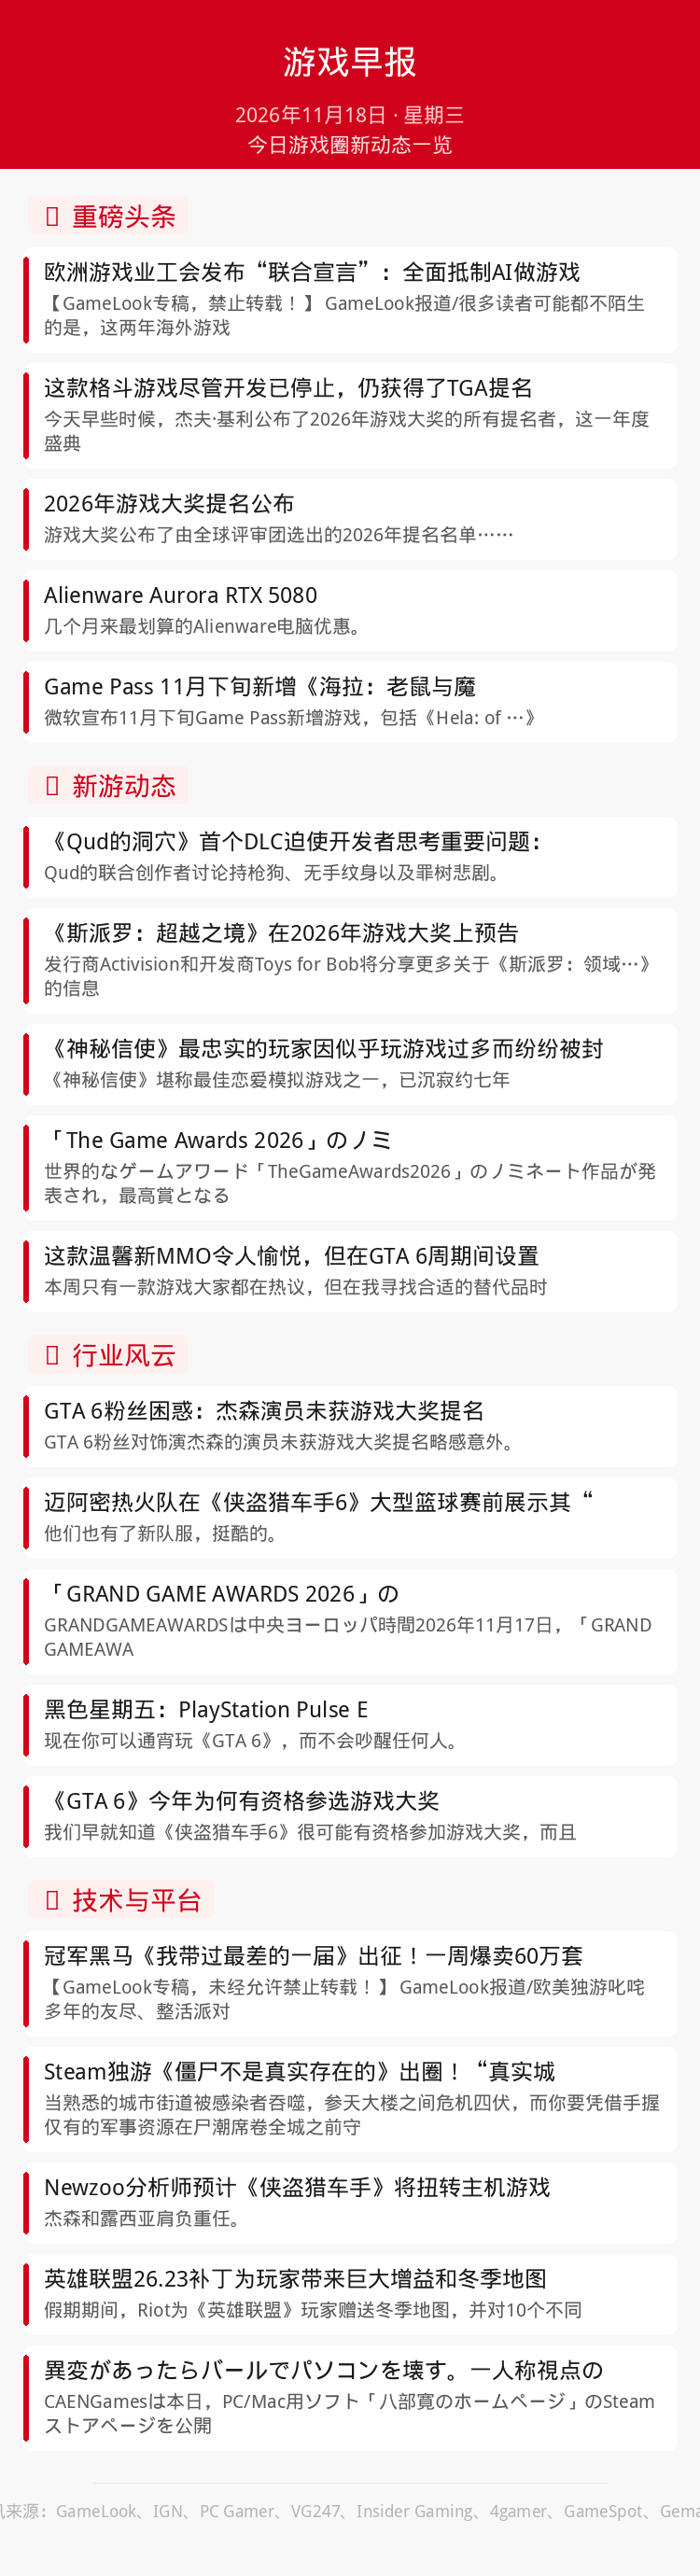 游戏早报
2026年11月18日 · 星期三
今日游戏圈新动态一览
重磅头条
欧洲游戏业工会发布“联合宣言”：全面抵制AI做游戏
【GameLook专稿，禁止转载！】GameLook报道/很多读者可能都不陌生
的是，这两年海外游戏
这款格斗游戏尽管开发已停止，仍获得了TGA提名
今天早些时候，杰夫·基利公布了2026年游戏大奖的所有提名者，这一年度
盛典
2026年游戏大奖提名公布
游戏大奖公布了由全球评审团选出的2026年提名名单……
Alienware Aurora RTX 5080
几个月来最划算的Alienware电脑优惠。
Game Pass 11月下旬新增《海拉：老鼠与魔
微软宣布11月下旬Game Pass新增游戏，包括《Hela: of …》
新游动态
《Qud的洞穴》首个DLC迫使开发者思考重要问题：
Qud的联合创作者讨论持枪狗、无手纹身以及罪树悲剧。
《斯派罗：超越之境》在2026年游戏大奖上预告
发行商Activision和开发商Toys for Bob将分享更多关于《斯派罗：领域…》
的信息
《神秘信使》最忠实的玩家因似乎玩游戏过多而纷纷被封
《神秘信使》堪称最佳恋爱模拟游戏之一，已沉寂约七年
「The Game Awards 2026」のノミ
世界的なゲームアワード「TheGameAwards2026」のノミネート作品が発
表され，最高賞となる
这款温馨新MMO令人愉悦，但在GTA 6周期间设置
本周只有一款游戏大家都在热议，但在我寻找合适的替代品时
行业风云
GTA 6粉丝困惑：杰森演员未获游戏大奖提名
GTA 6粉丝对饰演杰森的演员未获游戏大奖提名略感意外。
迈阿密热火队在《侠盗猎车手6》大型篮球赛前展示其“
他们也有了新队服，挺酷的。
「GRAND GAME AWARDS 2026」の
GRANDGAMEAWARDSは中央ヨーロッパ時間2026年11月17日，「GRAND
GAMEAWA
黑色星期五：PlayStation Pulse E
现在你可以通宵玩《GTA 6》，而不会吵醒任何人。
《GTA 6》今年为何有资格参选游戏大奖
我们早就知道《侠盗猎车手6》很可能有资格参加游戏大奖，而且
技术与平台
冠军黑马《我带过最差的一届》出征！一周爆卖60万套
【GameLook专稿，未经允许禁止转载！】GameLook报道/欧美独游叱咤
多年的友尽、整活派对
Steam独游《僵尸不是真实存在的》出圈！“真实城
当熟悉的城市街道被感染者吞噬，参天大楼之间危机四伏，而你要凭借手握
仅有的军事资源在尸潮席卷全城之前守
Newzoo分析师预计《侠盗猎车手》将扭转主机游戏
杰森和露西亚肩负重任。
英雄联盟26.23补丁为玩家带来巨大增益和冬季地图
假期期间，Riot为《英雄联盟》玩家赠送冬季地图，并对10个不同
異変があったらバールでパソコンを壊す。一人称視点の
CAENGamesは本日，PC/Mac用ソフト「八部寛のホームページ」のSteam
ストアページを公開
来源：GameLook、IGN、PC Gamer、VG247、Insider Gaming、4gamer、GameSpot、Gema